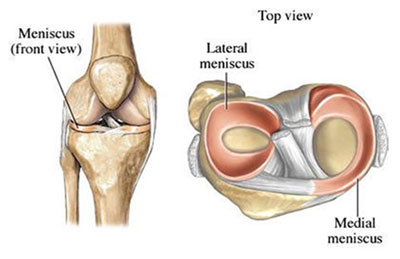 Meniscus
(front view)
Top view
Lateral
meniscus
Medial
meniscus